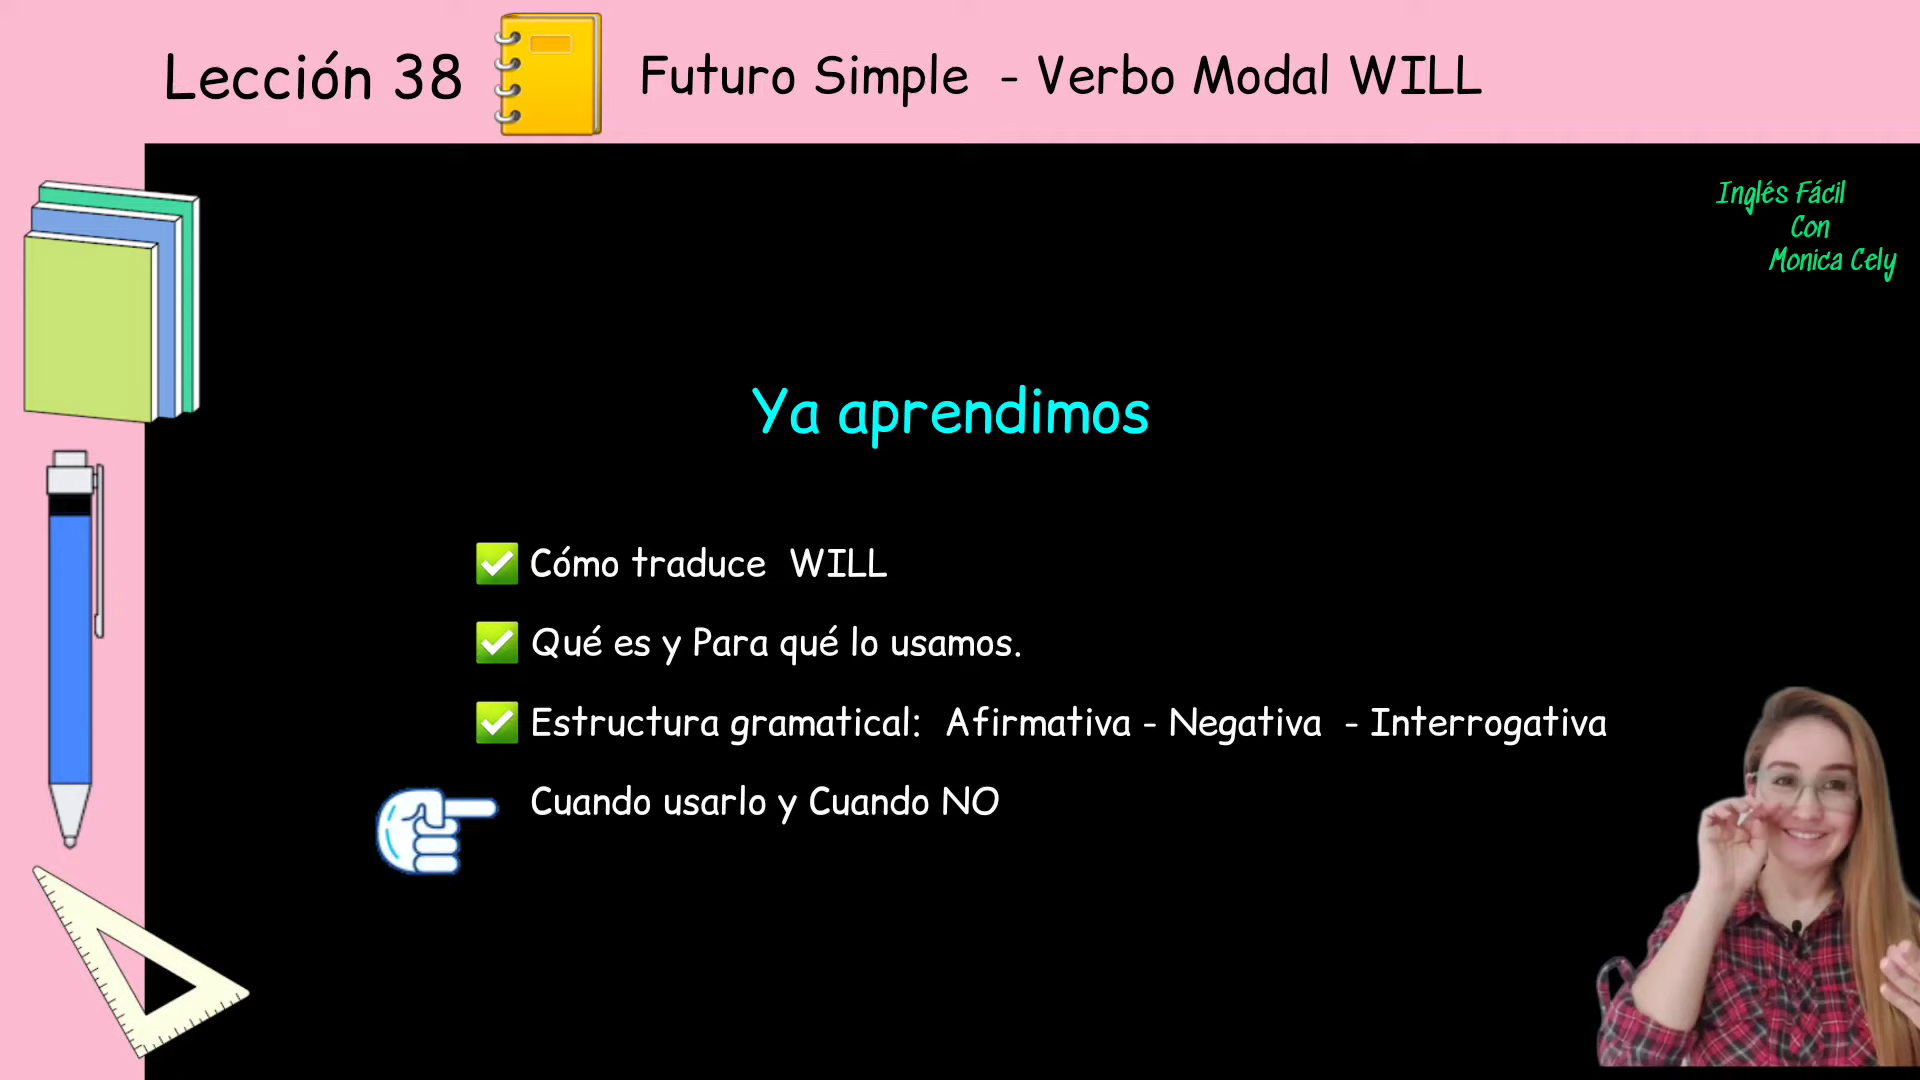 Lección 38
Futuro Simple - Verbo Modal WILL
Inglés Fácil
Con
Monica Cely
Ya aprendimos
Cómo traduce WILL
Qué es y Para qué lo usamos.
Estructura gramatical: Afirmativa - Negativa - Interrogativa
Cuando usarlo y Cuando NO